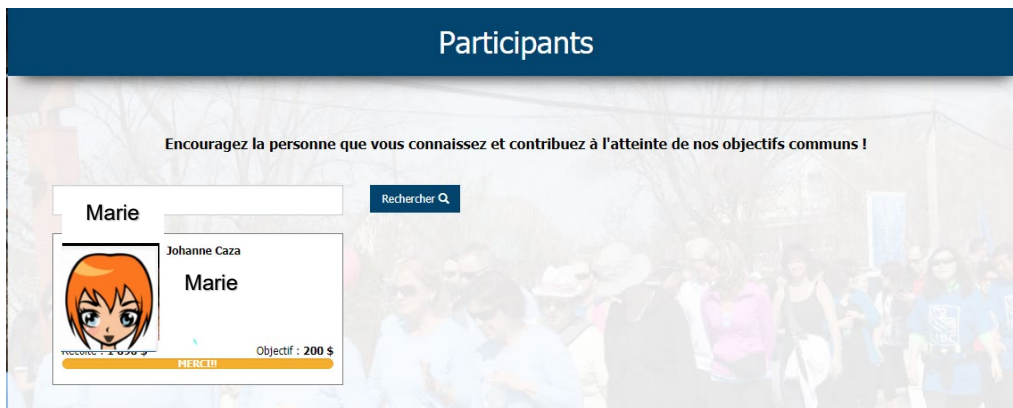 Participants
Encouragez la personne que vous connaissez et contribuez à l'atteinte de nos objectifs communs !
Marie
Rechercher
Johanne Caza
Marie
Objectif : 200 $
MERCI!!